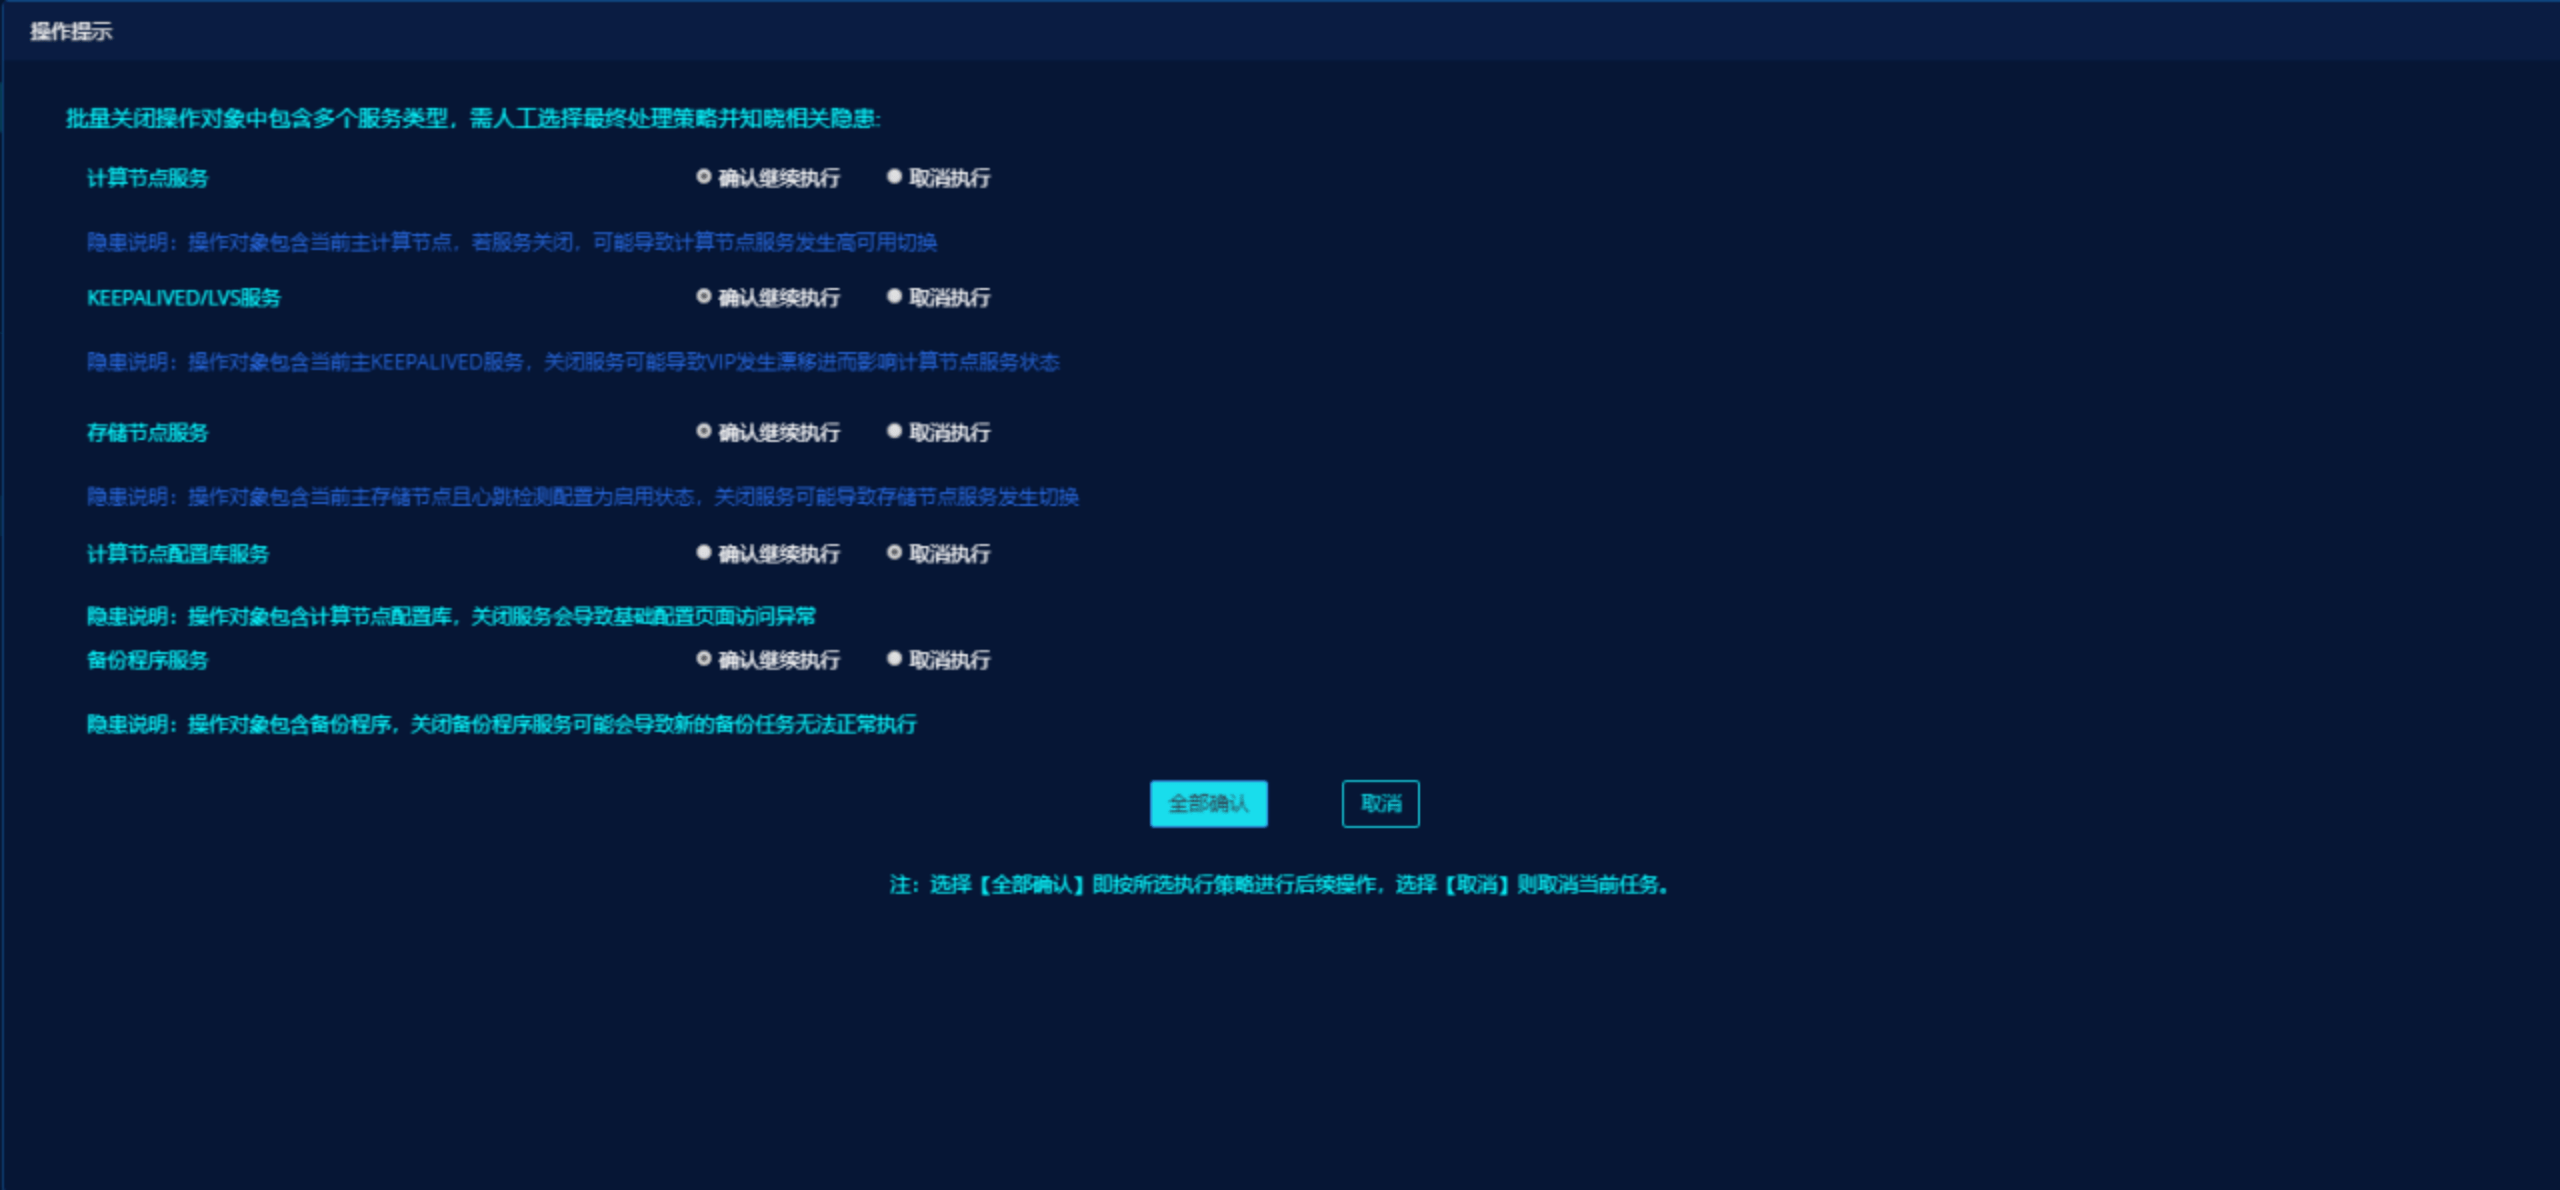 操作提示
批量关闭操作对象中包含多个服务类型，需人工选择最终处理策略并知晓相关隐患:
计算节点服务 确认继续执行 取消执行
隐患说明：操作对象包含当前主计算节点，若服务关闭，可能导致计算节点服务发生高可用切换
KEEPALIVED/LVS服务 确认继续执行 取消执行
隐患说明：操作对象包含当前主KEEPALIVED服务，关闭服务可能导致VIP发生漂移进而影响计算节点服务状态
存储节点服务 确认继续执行 取消执行
隐患说明：操作对象包含当前主存储节点且心跳检测配置为启用状态，关闭服务可能导致存储节点服务发生切换
计算节点配置库服务 确认继续执行 取消执行
隐患说明：操作对象包含计算节点配置库，关闭服务会导致基础配置页面访问异常
备份程序服务 确认继续执行 取消执行
隐患说明：操作对象包含备份程序，关闭备份程序服务可能会导致新的备份任务无法正常执行
全部确认 取消
注：选择【全部确认】即按所选执行策略进行后续操作，选择【取消】则取消当前任务。